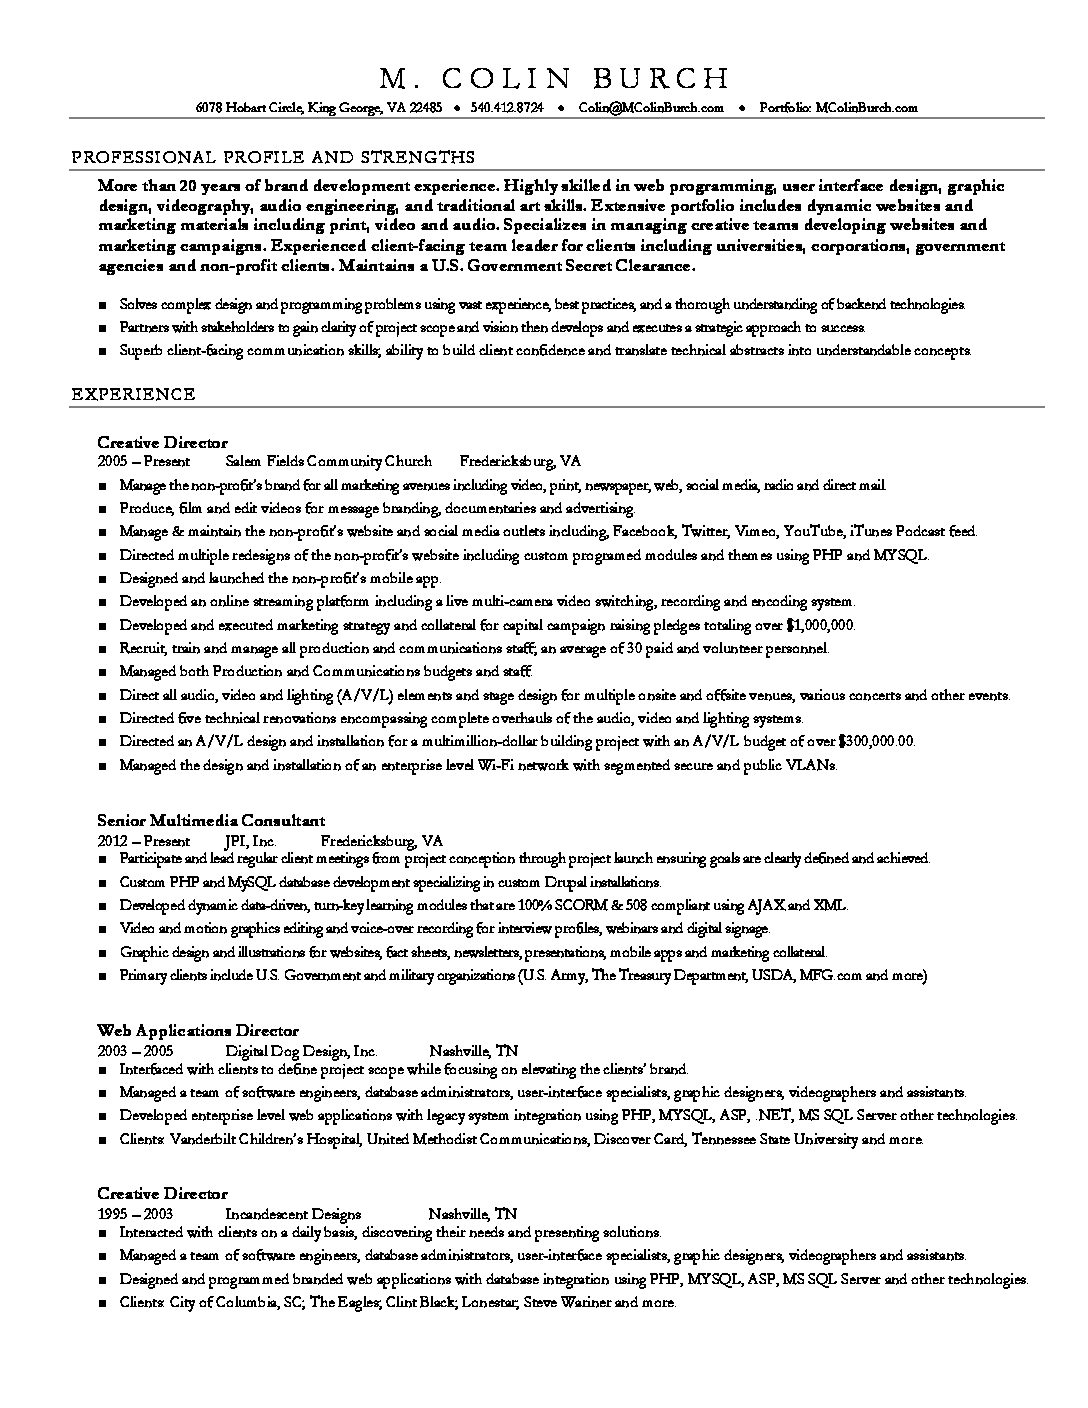 M. COLIN BURCH
6078 Hobart Circle, King George, VA 22485 ● 540.412.8724 ● Colin@MColinBurch.com ● Portfolio: MColinBurch.com
PROFESSIONAL PROFILE AND STRENGTHS
More than 20 years of brand development experience. Highly skilled in web programming, user interface design, graphic
design, videography, audio engineering, and traditional art skills. Extensive portfolio includes dynamic websites and
marketing materials including print, video and audio. Specializes in managing creative teams developing websites and
marketing campaigns. Experienced client-facing team leader for clients including universities, corporations, government
agencies and non-profit clients. Maintains a U.S. Government Secret Clearance.
■ Solves complex design and programming problems using vast experience, best practices, and a thorough understanding of backend technologies.
■ Partners with stakeholders to gain clarity of project scope and vision then develops and executes a strategic approach to success.
■ Superb client-facing communication skills; ability to build client confidence and translate technical abstracts into understandable concepts.
EXPERIENCE
Creative Director
2005 – Present Salem Fields Community Church Fredericksburg, VA
■ Manage the non-profit's brand for all marketing avenues including video, print, newspaper, web, social media, radio and direct mail.
■ Produce, film and edit videos for message branding, documentaries and advertising.
■ Manage & maintain the non-profit's website and social media outlets including, Facebook, Twitter, Vimeo, YouTube, iTunes Podcast feed.
■ Directed multiple redesigns of the non-profit's website including custom programed modules and themes using PHP and MYSQL.
■ Designed and launched the non-profit's mobile app.
■ Developed an online streaming platform including a live multi-camera video switching, recording and encoding system.
■ Developed and executed marketing strategy and collateral for capital campaign raising pledges totaling over $1,000,000.
■ Recruit, train and manage all production and communications staff; an average of 30 paid and volunteer personnel.
■ Managed both Production and Communications budgets and staff.
■ Direct all audio, video and lighting (A/V/L) elements and stage design for multiple onsite and offsite venues, various concerts and other events.
■ Directed five technical renovations encompassing complete overhauls of the audio, video and lighting systems.
■ Directed an A/V/L design and installation for a multimillion-dollar building project with an A/V/L budget of over $300,000.00.
■ Managed the design and installation of an enterprise level Wi-Fi network with segmented secure and public VLANs.
Senior Multimedia Consultant
2012 – Present JPI, Inc. Fredericksburg, VA
■ Participate and lead regular client meetings from project conception through project launch ensuring goals are clearly defined and achieved.
■ Custom PHP and MySQL database development specializing in custom Drupal installations.
■ Developed dynamic data-driven, turn-key learning modules that are 100% SCORM & 508 compliant using AJAX and XML.
■ Video and motion graphics editing and voice-over recording for interview profiles, webinars and digital signage.
■ Graphic design and illustrations for websites, fact sheets, newsletters, presentations, mobile apps and marketing collateral.
■ Primary clients include U.S. Government and military organizations (U.S. Army, The Treasury Department, USDA, MFG.com and more)
Web Applications Director
2003 – 2005 Digital Dog Design, Inc. Nashville, TN
■ Interfaced with clients to define project scope while focusing on elevating the clients' brand.
■ Managed a team of software engineers, database administrators, user-interface specialists, graphic designers, videographers and assistants.
■ Developed enterprise level web applications with legacy system integration using PHP, MYSQL, ASP, .NET, MS SQL Server other technologies.
■ Clients: Vanderbilt Children's Hospital, United Methodist Communications, Discover Card, Tennessee State University and more.
Creative Director
1995 – 2003 Incandescent Designs Nashville, TN
■ Interacted with clients on a daily basis, discovering their needs and presenting solutions.
■ Managed a team of software engineers, database administrators, user-interface specialists, graphic designers, videographers and assistants.
■ Designed and programmed branded web applications with database integration using PHP, MYSQL, ASP, MS SQL Server and other technologies.
■ Clients: City of Columbia, SC; The Eagles; Clint Black; Lonestar; Steve Wariner and more.